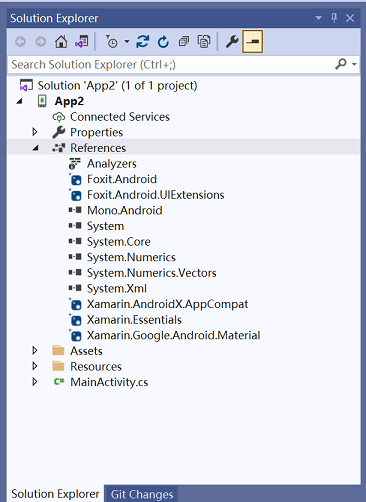 Solution Explorer
Search Solution Explorer (Ctrl+;)
Solution 'App2' (1 of 1 project)
App2
Connected Services
Properties
References
Analyzers
Foxit.Android
Foxit.Android.UIExtensions
Mono.Android
System
System.Core
System.Numerics
System.Numerics.Vectors
System.Xml
Xamarin.AndroidX.AppCompat
Xamarin.Essentials
Xamarin.Google.Android.Material
Assets
Resources
C# MainActivity.cs
Solution Explorer Git Changes